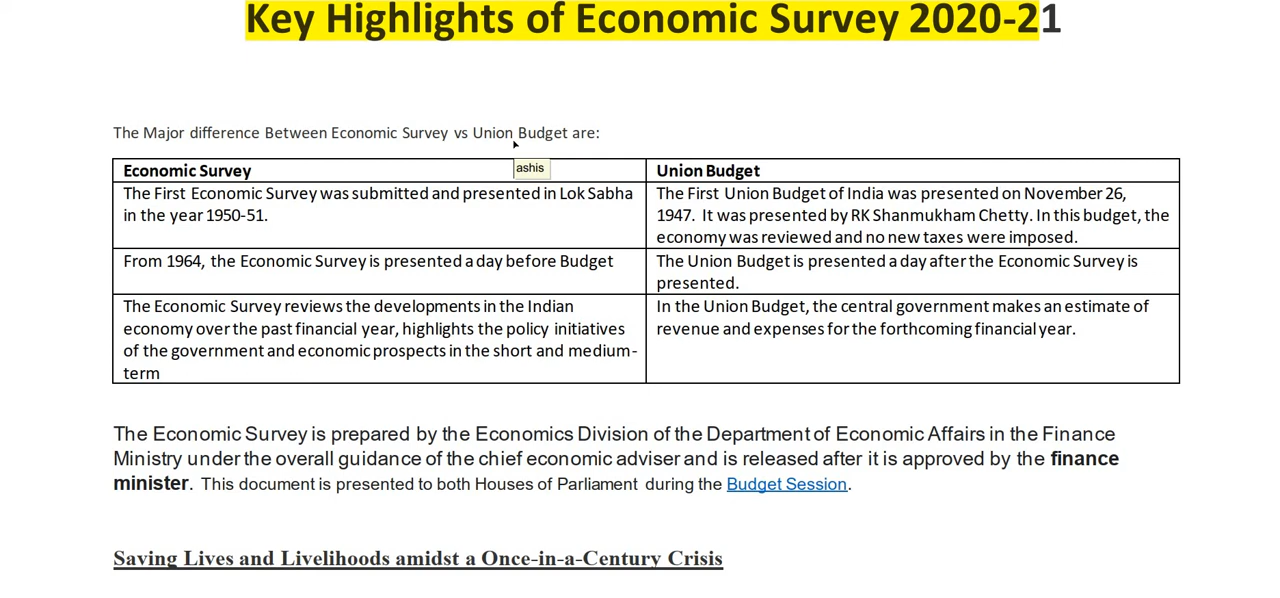 Key Highlights of Economic Survey 2020-21
The Major difference Between Economic Survey vs Union Budget are:
ashis
Economic Survey
Union Budget
The First Economic Survey was submitted and presented in Lok Sabha
in the year 1950-51.
The First Union Budget of India was presented on November 26,
1947. It was presented by RK Shanmukham Chetty. In this budget, the
economy was reviewed and no new taxes were imposed.
From 1964, the Economic Survey is presented a day before Budget
The Union Budget is presented a day after the Economic Survey is
presented.
The Economic Survey reviews the developments in the Indian
economy over the past financial year, highlights the policy initiatives
of the government and economic prospects in the short and medium-
term
In the Union Budget, the central government makes an estimate of
revenue and expenses for the forthcoming financial year.
The Economic Survey is prepared by the Economics Division of the Department of Economic Affairs in the Finance
Ministry under the overall guidance of the chief economic adviser and is released after it is approved by the finance
minister. This document is presented to both Houses of Parliament during the Budget Session.
Saving Lives and Livelihoods amidst a Once-in-a-Century Crisis